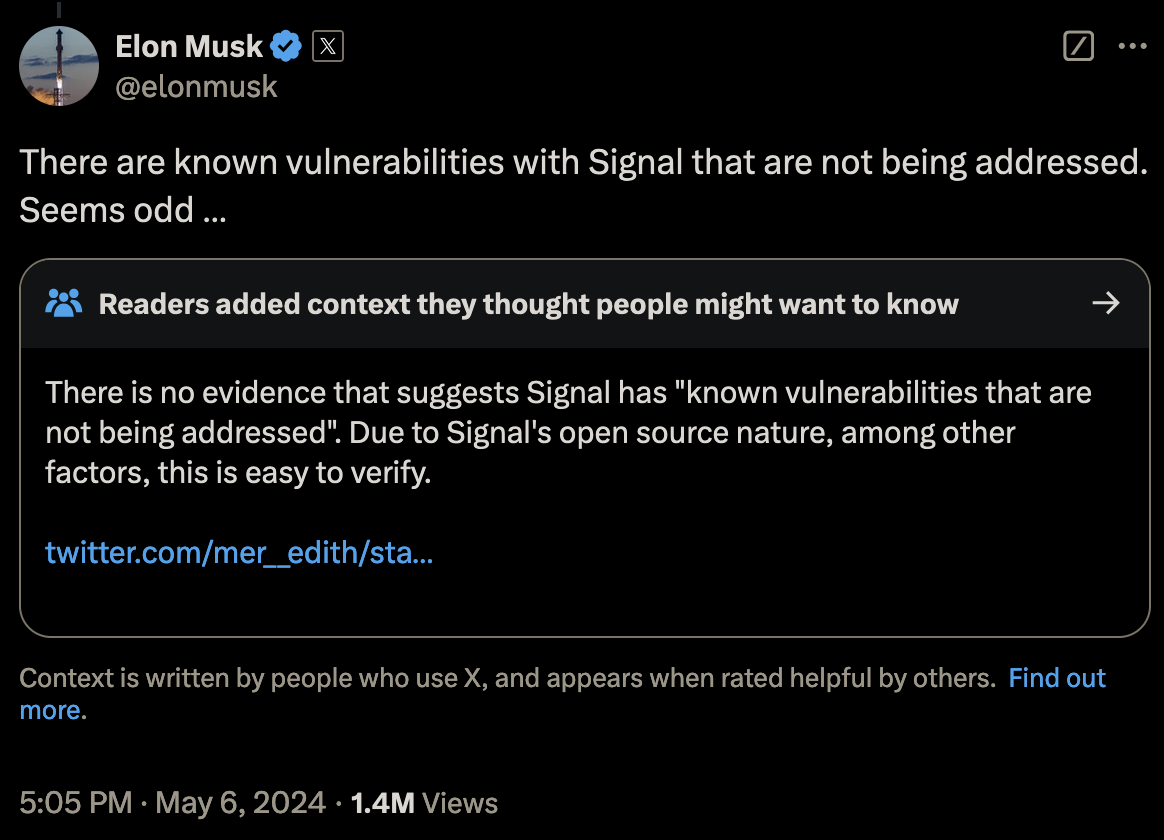 Elon Musk
@elonmusk
There are known vulnerabilities with Signal that are not being addressed.
Seems odd ...
Readers added context they thought people might want to know
There is no evidence that suggests Signal has "known vulnerabilities that are
not being addressed". Due to Signal's open source nature, among other
factors, this is easy to verify.
twitter.com/mer__edith/sta...
Context is written by people who use X, and appears when rated helpful by others. Find out
more.
5:05 PM · May 6, 2024 · 1.4M Views